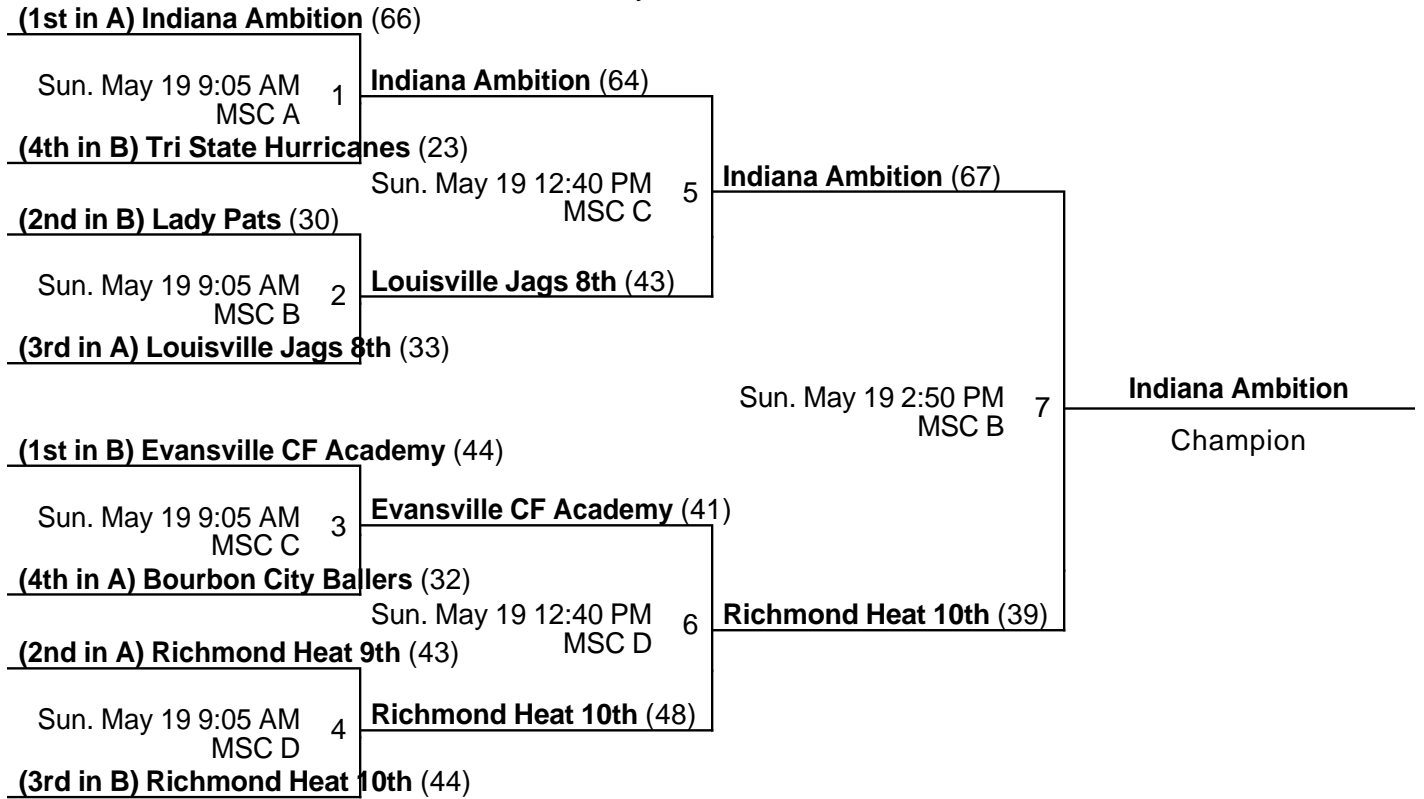 (1st in A) Indiana Ambition (66)
Sun. May 19 9:05 AM 1
MSC A
(4th in B) Tri State Hurricanes (23)
(2nd in B) Lady Pats (30)
Sun. May 19 9:05 AM 2
MSC B
(3rd in A) Louisville Jags 8th (33)
(1st in B) Evansville CF Academy (44)
Sun. May 19 9:05 AM 3
MSC C
(4th in A) Bourbon City Ballers (32)
(2nd in A) Richmond Heat 9th (43)
Sun. May 19 9:05 AM 4
MSC D
(3rd in B) Richmond Heat 10th (44)
Indiana Ambition (64)
Sun. May 19 12:40 PM 5
MSC C
Louisville Jags 8th (43)
Evansville CF Academy (41)
Sun. May 19 12:40 PM 6
MSC D
Richmond Heat 10th (48)
Indiana Ambition (67)
Sun. May 19 2:50 PM 7
MSC B
Richmond Heat 10th (39)
Indiana Ambition
Champion